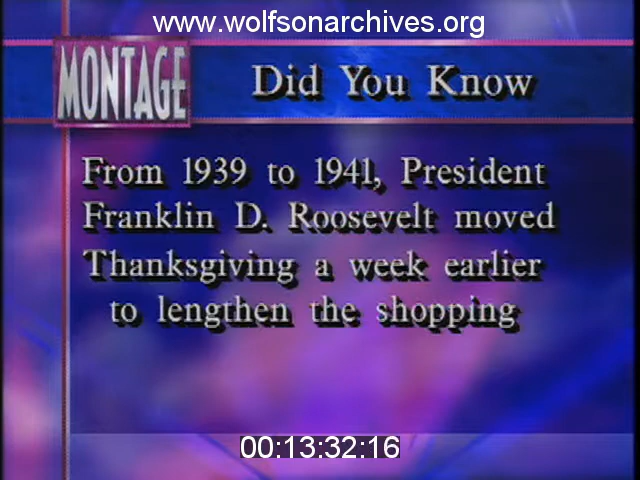 www.wolfsonarchives.org
MONTAGE
Did You Know
From 1939 to 1941, President
Franklin D. Roosevelt moved
Thanksgiving a week earlier
to lengthen the shopping
00:13:32:16